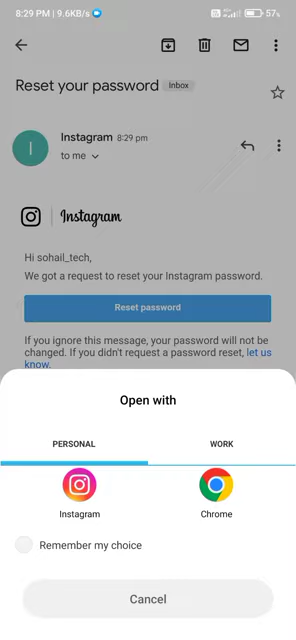 8:29 PM | 9.6KB/s
57%
Reset your password Inbox
I
Instagram 8:29 pm
to me
Instagram
Hi sohail_tech,
We got a request to reset your Instagram password.
Reset password
If you ignore this message, your password will not be
changed. If you didn't request a password reset, let us
know.
Open with
PERSONAL WORK
Instagram Chrome
Remember my choice
Cancel